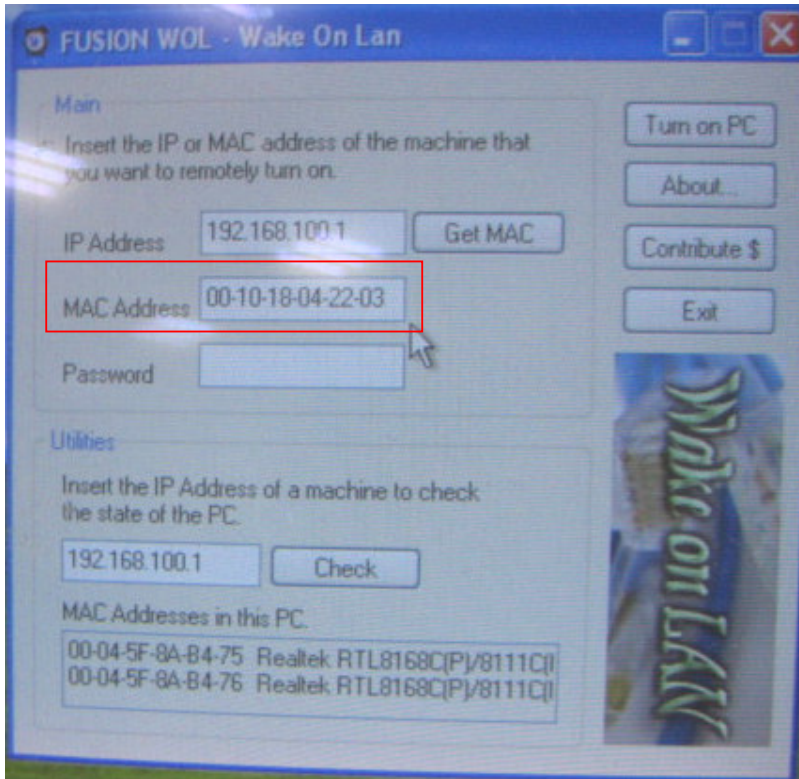 FUSION WOL - Wake On Lan
Main
Insert the IP or MAC address of the machine that
you want to remotely turn on.
IP Address 192.168.100.1 Get MAC
MAC Address 00-10-18-04-22-03
Password
Turn on PC
About...
Contribute $
Exit
Utilities
Insert the IP Address of a machine to check
the state of the PC.
192.168.100.1 Check
MAC Addresses in this PC.
00-04-5F-8A-B4-75 Realtek RTL8168C(P)/8111C(
00-04-5F-8A-B4-76 Realtek RTL8168C(P)/8111C(
Wake on LAN